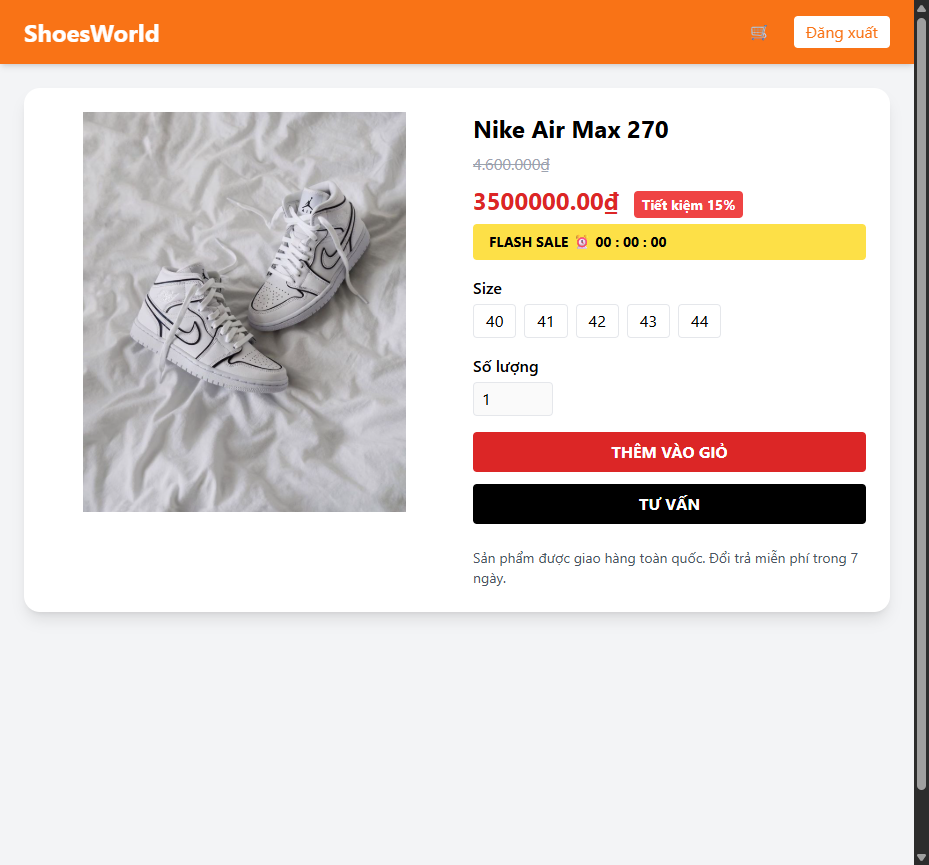 ShoesWorld
🛒 Đăng xuất
Nike Air Max 270
4.600.000₫
3500000.00₫ Tiết kiệm 15%
FLASH SALE ⏰ 00 : 00 : 00
Size
40 41 42 43 44
Số lượng
1
THÊM VÀO GIỎ
TƯ VẤN
Sản phẩm được giao hàng toàn quốc. Đổi trả miễn phí trong 7
ngày.